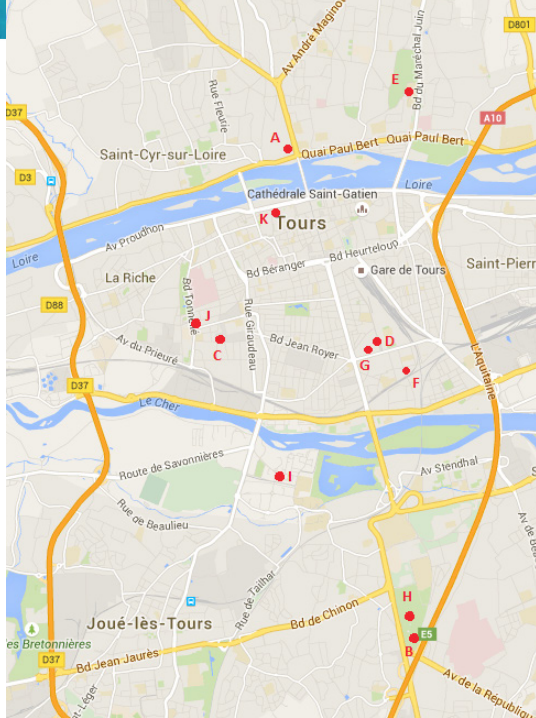 D801
Av André Maginot
Bd du Maréchal Juin
E
Rue Fleurie
D37
A10
A
Quai Paul Bert
Quai Paul Bert
Saint-Cyr-sur-Loire
D3
Loire
Cathédrale Saint-Gatien
K
Tours
Av Proudhon
Loire
Bd Heurteloup
Bd Béranger
Gare de Tours
Saint-Pierr
La Riche
Bd Tonnellé
D88
J
Rue Giraudeau
C
Bd Jean Royer
D
G
L'Aquitaine
Av du Prieuré
F
D37
Le Cher
Route de Savonnières
I
Av Stendhal
Rue de Beaulieu
Av de Be
Rue de Tailhar
H
Joué-lès-Tours
Bd de Chinon
E5
B
es Bretonnières
D37
Bd Jean Jaurès
Av de la République
nt-Léger